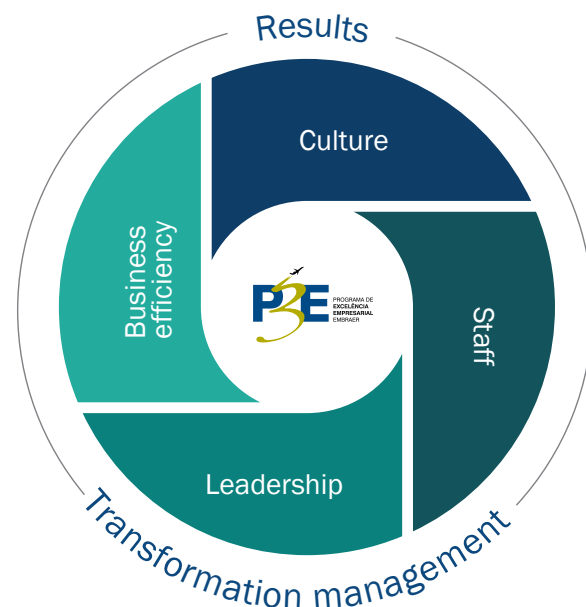 Results
Culture
Business
efficiency
P3E
PROGRAMA DE
EXCELÊNCIA
EMPRESARIAL
EMBRAER
Staff
Leadership
Transformation management